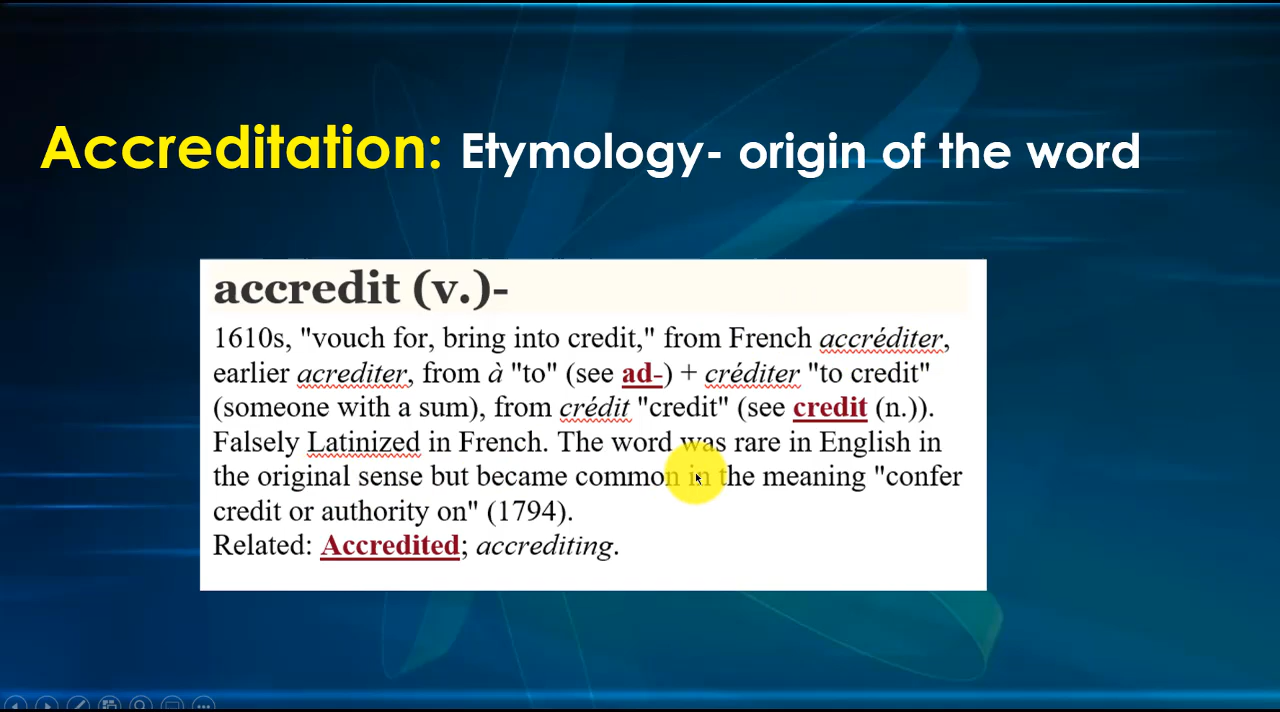 Accreditation: Etymology- origin of the word
accredit (v.)-
1610s, "vouch for, bring into credit," from French accréditer,
earlier acrediter, from à "to" (see ad-) + créditer "to credit"
(someone with a sum), from crédit "credit" (see credit (n.)).
Falsely Latinized in French. The word was rare in English in
the original sense but became common in the meaning "confer
credit or authority on" (1794).
Related: Accredited; accrediting.